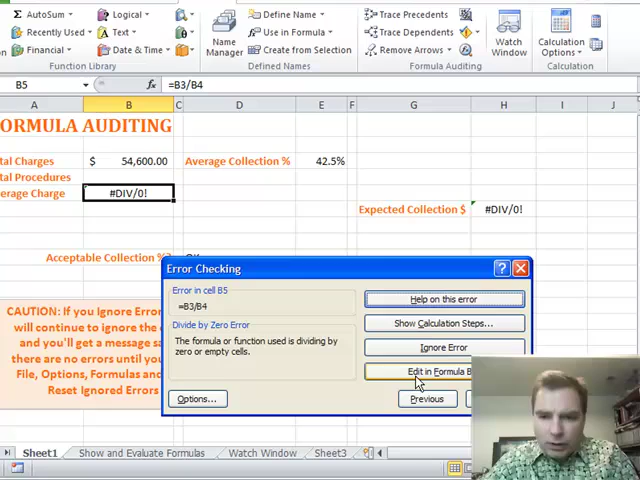 AutoSum
Logical
Recently Used
Text
Financial
Date & Time
Function Library
Name Manager
Define Name
Use in Formula
Create from Selection
Defined Names
Trace Precedents
Trace Dependents
Remove Arrows
Formula Auditing
Watch Window
Calculation Options
Calculation
B5
fx
=B3/B4
A B C D E F G H I J
ORMULA AUDITING
tal Charges $ 54,600.00 Average Collection % 42.5%
tal Procedures
erage Charge #DIV/0!
Expected Collection $ #DIV/0!
Acceptable Collection %?
CAUTION: If you Ignore Erro
will continue to ignore the
and you'll get a message sa
there are no errors until you
File, Options, Formulas and
Reset Ignored Errors
Error Checking
Error in cell B5
=B3/B4
Divide by Zero Error
The formula or function used is dividing by
zero or empty cells.
Help on this error
Show Calculation Steps...
Ignore Error
Edit in Formula B
Options...
Previous
Sheet1
Show and Evaluate Formulas
Watch Window
Sheet3